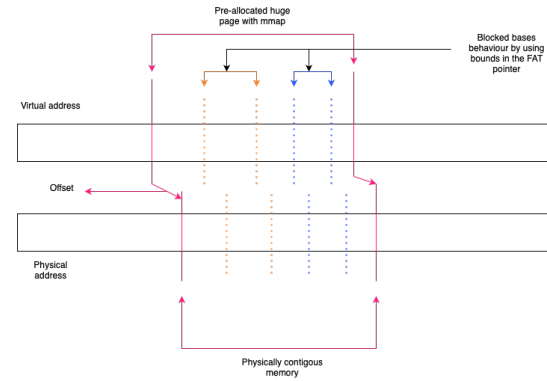 Pre-allocated huge
page with mmap
Blocked bases
behaviour by using
bounds in the FAT
pointer
Virtual address
Offset
Physical
address
Physically contigous
memory